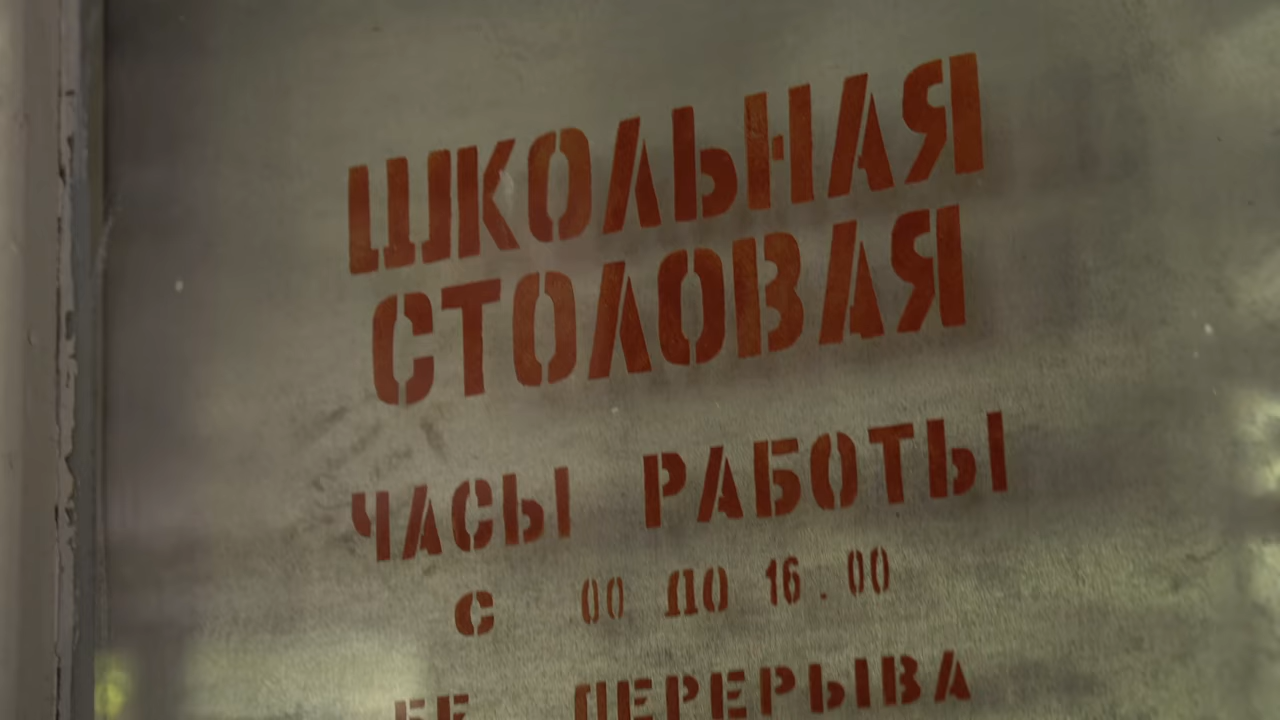 ШКОЛЬНАЯ
СТОЛОВАЯ
ЧАСЫ РАБОТЫ
С 00 ДО 16.00
ПЕРЕРЫВА